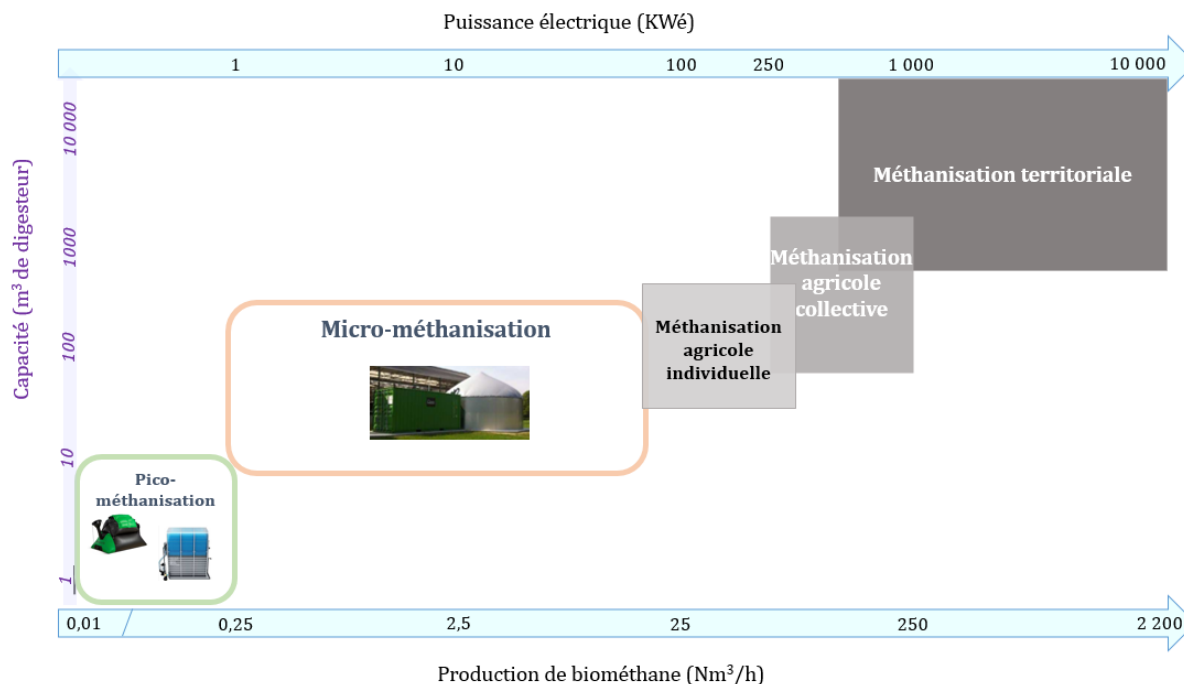 Puissance électrique (KWé)
1 10 100 250 1 000 10 000
Capacité (m³ de digesteur)
10 000
1000
100
10
1
Méthanisation territoriale
Méthanisation
agricole
collective
Méthanisation
agricole
individuelle
Micro-méthanisation
Pico-
méthanisation
0,01 0,25 2,5 25 250 2 200
Production de biométhane (Nm³/h)